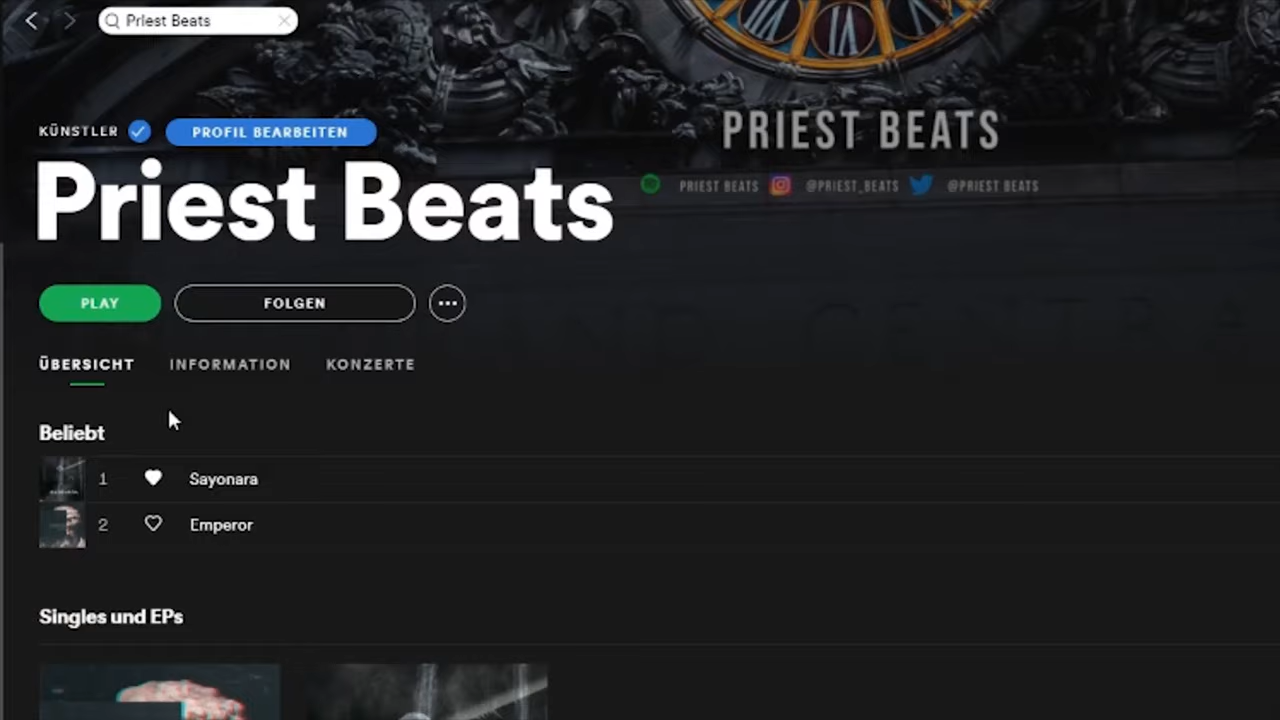 Priest Beats
PRIEST BEATS
KÜNSTLER PROFIL BEARBEITEN
Priest Beats
PRIEST BEATS @PRIEST_BEATS @PRIEST BEATS
PLAY FOLGEN
ÜBERSICHT INFORMATION KONZERTE
Beliebt
1 Sayonara
2 Emperor
Singles und EPs